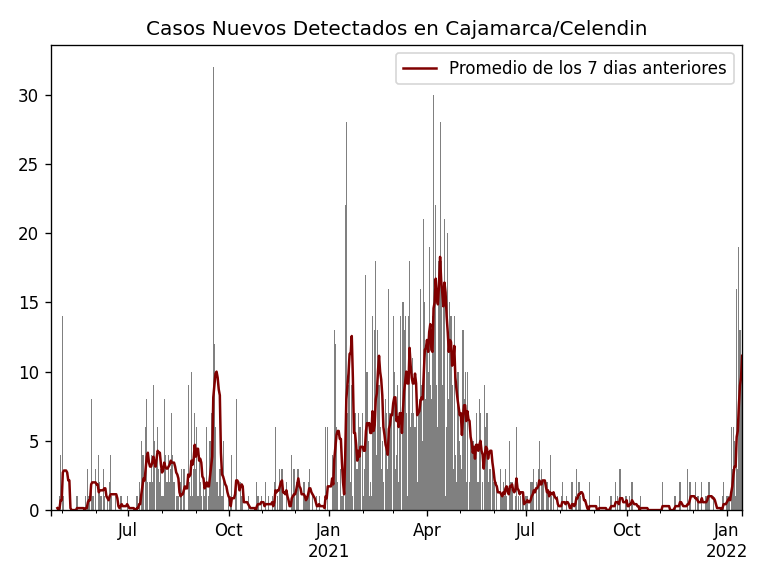 Casos Nuevos Detectados en Cajamarca/Celendin
Promedio de los 7 dias anteriores
30
25
20
15
10
5
0
Jul
Oct
Jan
2021
Apr
Jul
Oct
Jan
2022